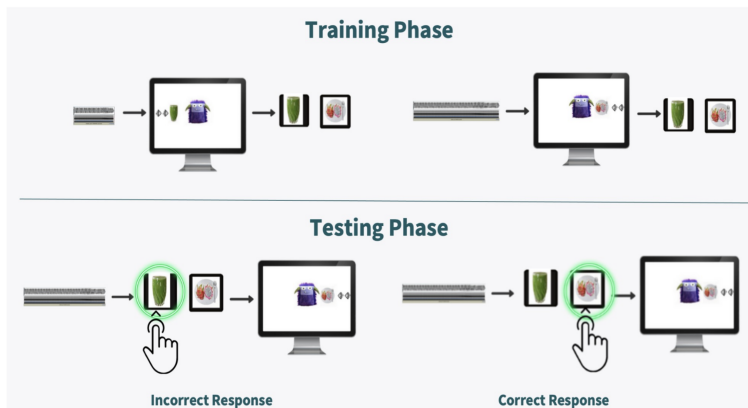 Training Phase
Testing Phase
Incorrect Response
Correct Response